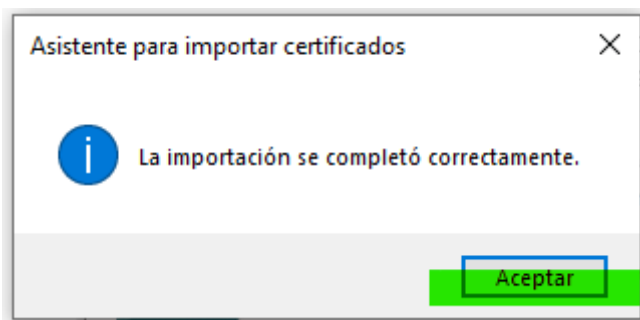 Asistente para importar certificados
La importación se completó correctamente.
Aceptar